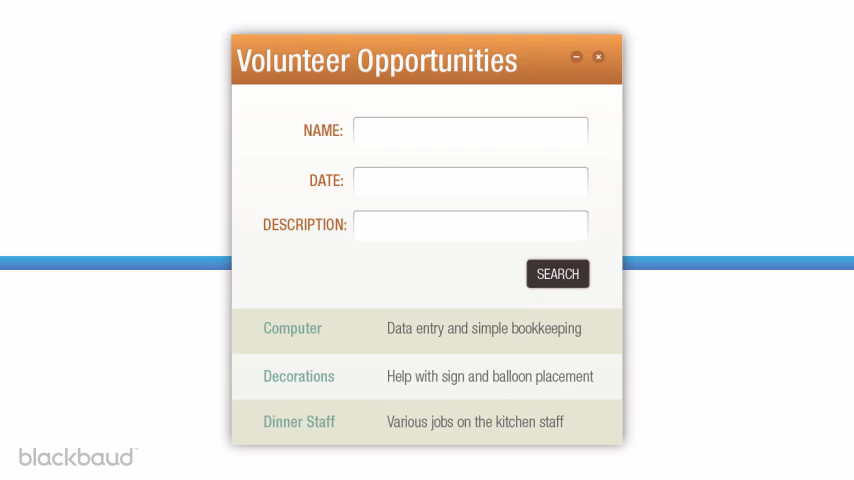 Volunteer Opportunities
NAME:
DATE:
DESCRIPTION:
SEARCH
Computer Data entry and simple bookkeeping
Decorations Help with sign and balloon placement
Dinner Staff Various jobs on the kitchen staff
blackbaud